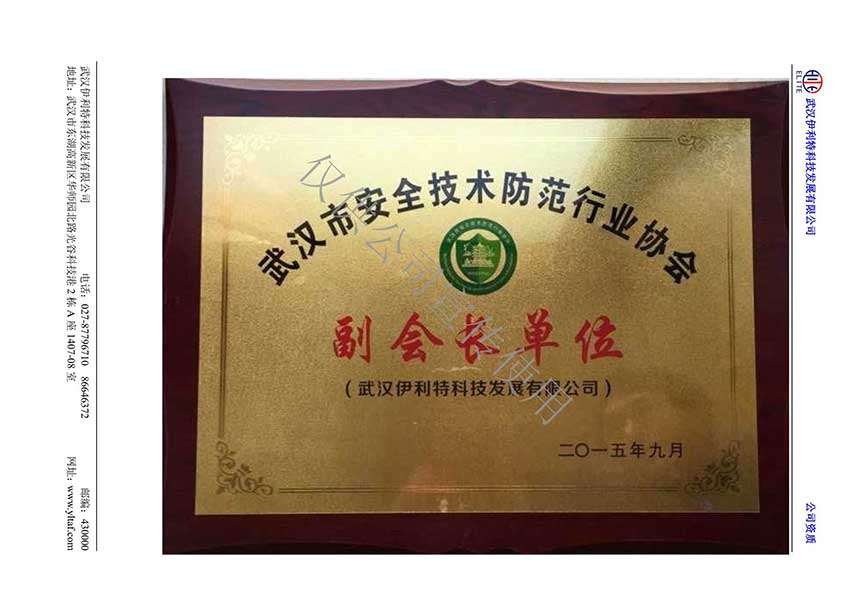 武汉市安全技术防范行业协会
副会长单位
(武汉伊利特科技发展有限公司)
二〇一五年九月
仅供公司宣传使用
ELITE
武汉伊利特科技发展有限公司
公司资质
武汉伊利特科技发展有限公司 电话：027-87796710 86646372 邮编：430000
地址：武汉市东湖高新区华师园北路光谷科技港2栋A座1407-08室 网址：www.yltaf.com